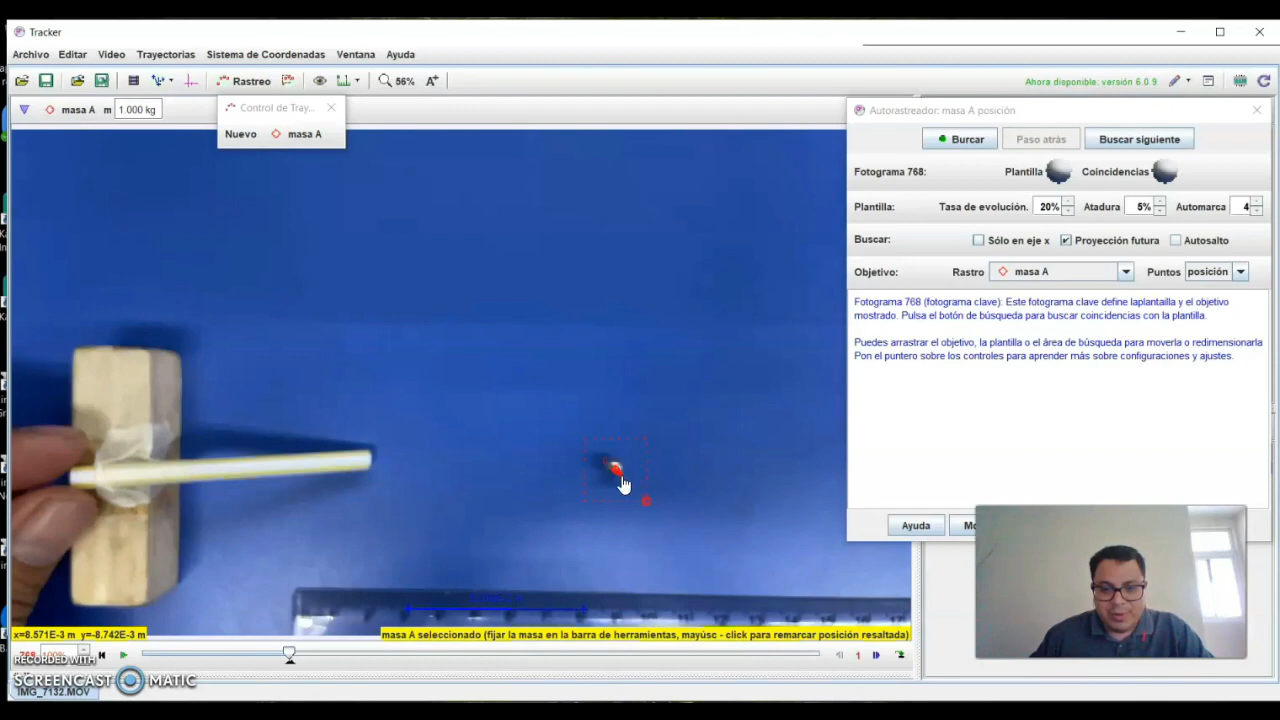 Tracker
Archivo Editar Video Trayectorias Sistema de Coordenadas Ventana Ayuda
Rastreo 56% A Ahora disponible: versión 6.0.9
masa A m 1.000 kg
Control de Tray...
Nuevo masa A
Autorastreador: masa A posición
Burcar Paso atrás Buscar siguiente
Fotograma 768: Plantilla Coincidencias
Plantilla: Tasa de evolución. 20% Atadura 5% Automarca 4
Buscar: Sólo en eje x Proyección futura Autosalto
Objetivo: Rastro masa A Puntos posición
Fotograma 768 (fotograma clave): Este fotograma clave define laplantailla y el objetivo
mostrado. Pulsa el botón de búsqueda para buscar coincidencias con la plantilla.
Puedes arrastrar el objetivo, la plantilla o el área de búsqueda para moverla o redimensionarla
Pon el puntero sobre los controles para aprender más sobre configuraciones y ajustes.
Ayuda
x=8.571E-3 m y=-8.742E-3 m
masa A seleccionado (fijar la masa en la barra de herramientas, mayúsc - click para remarcar posición resaltada)
768 100% 1
RECORDED WITH
SCREENCAST MATIC
IMG_7132.MOV